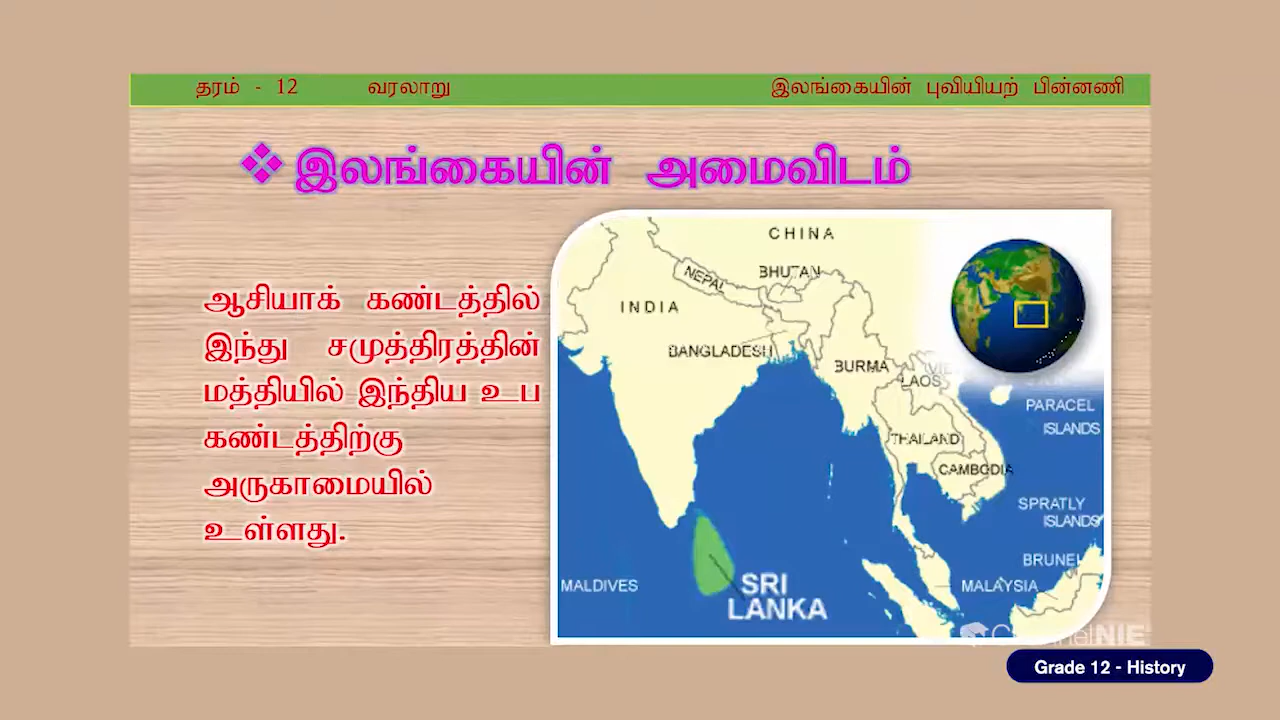 தரம் - 12 வரலாறு இலங்கையின் புவியியற் பின்னணி
❖ இலங்கையின் அமைவிடம்
ஆசியாக் கண்டத்தில்
இந்து சமுத்திரத்தின்
மத்தியில் இந்திய உப
கண்டத்திற்கு
அருகாமையில்
உள்ளது.
CHINA
NEPAL
BHUTAN
INDIA
BANGLADESH
BURMA
LAOS
PARACEL
ISLANDS
THAILAND
CAMBODIA
SPRATLY
ISLANDS
BRUNEI
MALDIVES
SRI
LANKA
MALAYSIA
Channel NIE
Grade 12 - History